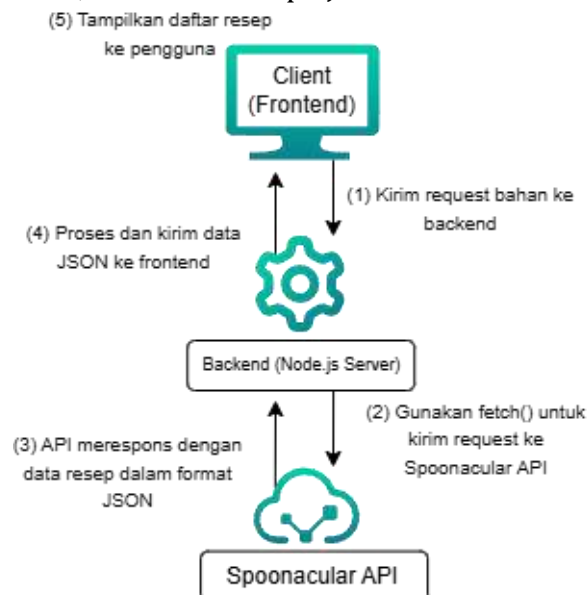 (5) Tampilkan daftar resep
ke pengguna
Client
(Frontend)
(1) Kirim request bahan ke
backend
(4) Proses dan kirim data
JSON ke frontend
Backend (Node.js Server)
(2) Gunakan fetch() untuk
kirim request ke
Spoonacular API
(3) API merespons dengan
data resep dalam format
JSON
Spoonacular API